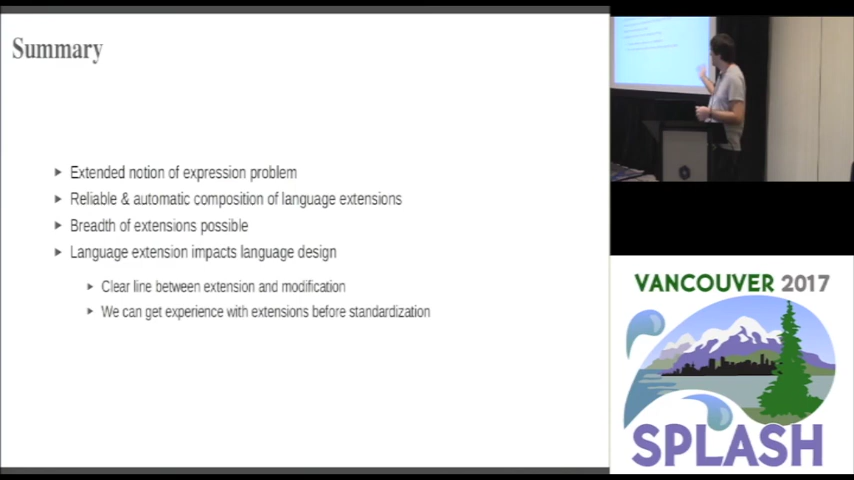 Summary
Extended notion of expression problem
Reliable & automatic composition of language extensions
Breadth of extensions possible
Language extension impacts language design
Clear line between extension and modification
We can get experience with extensions before standardization
VANCOUVER 2017
SPLASH